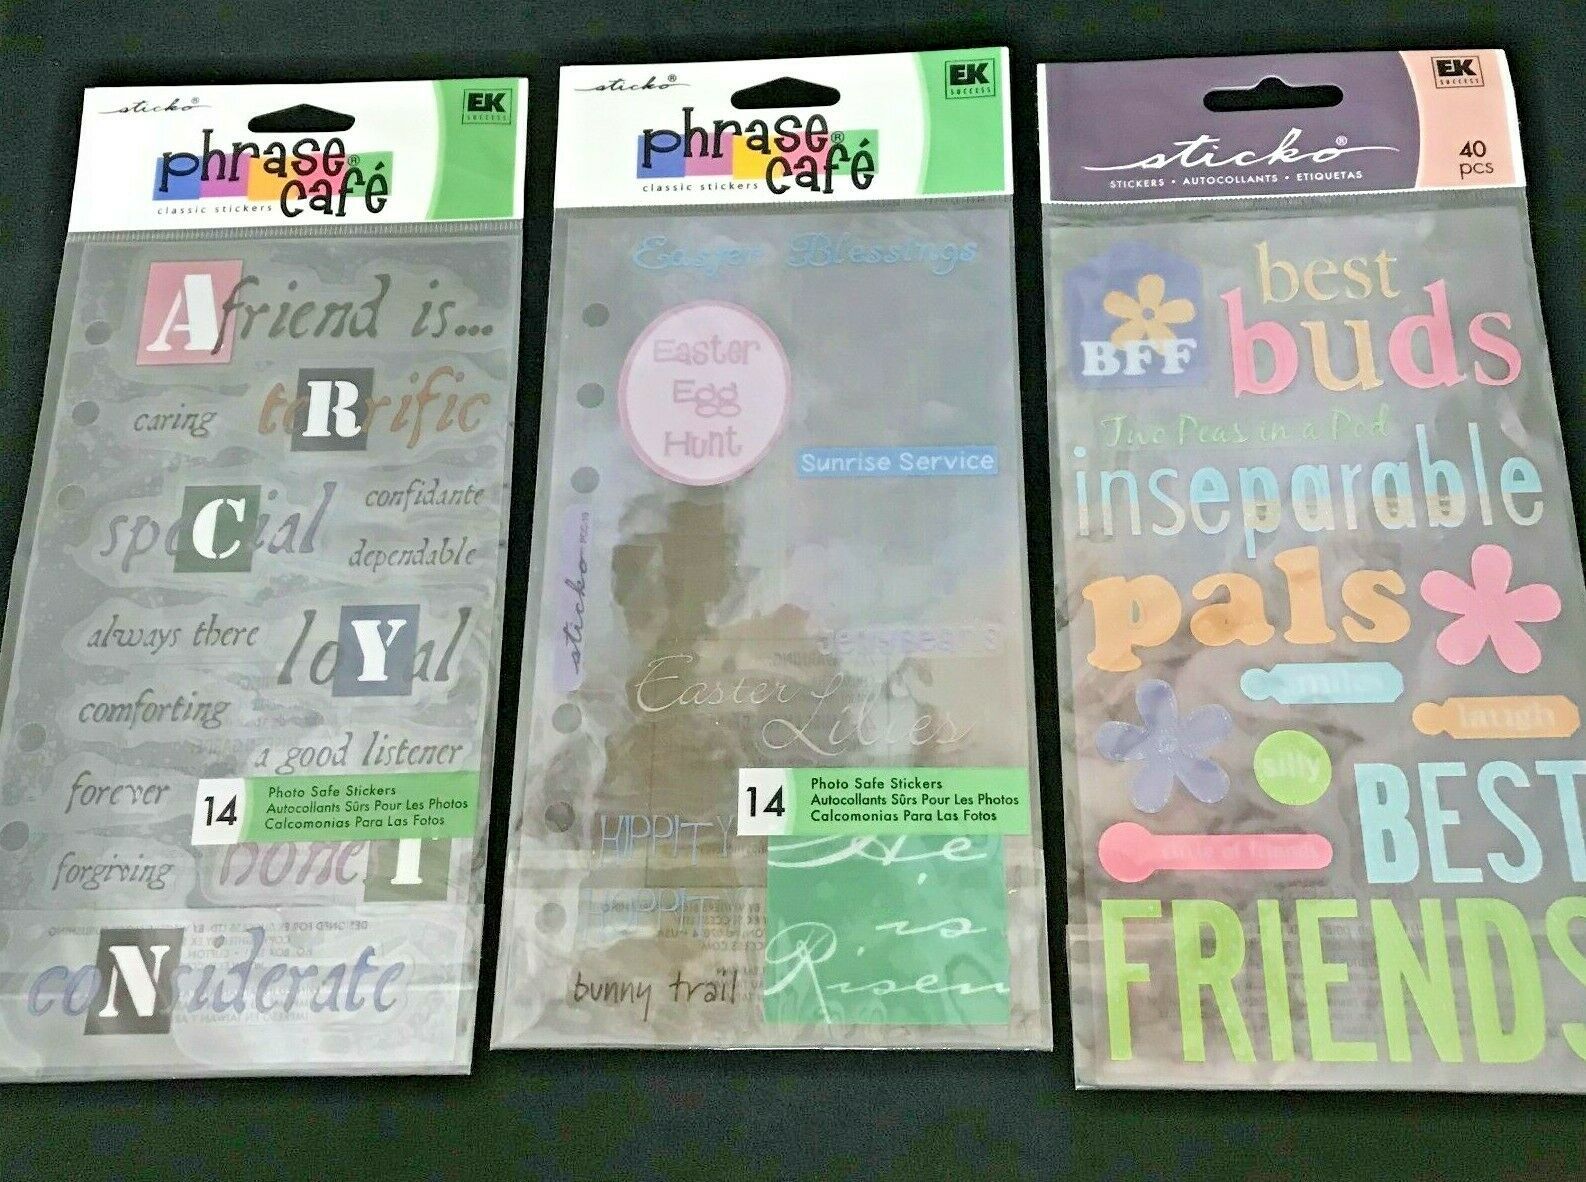 sticko®
EK
SUCCESS
phrase
café®
classic stickers
A friend is...
caring
teRrific
speCial
confidante
dependable
always there
loYal
comforting
a good listener
forever
14
Photo Safe Stickers
Autocollants Sûrs Pour Les Photos
Calcomonias Para Las Fotos
forgiving
coNsiderate
sticko®
EK
SUCCESS
phrase
café®
classic stickers
Easter Blessings
Easter
Egg
Hunt
Sunrise Service
sticko
Easter
Lilies
14
Photo Safe Stickers
Autocollants Sûrs Pour Les Photos
Calcomonias Para Las Fotos
HIPPITY
He
is
Risen
bunny trail
EK
SUCCESS
sticko®
STICKERS • AUTOCOLLANTS • ETIQUETAS
40
pcs
BFF
best
buds
Two Peas in a Pod
inseparable
pals
smiles
laugh
silly
BEST
FRIENDS